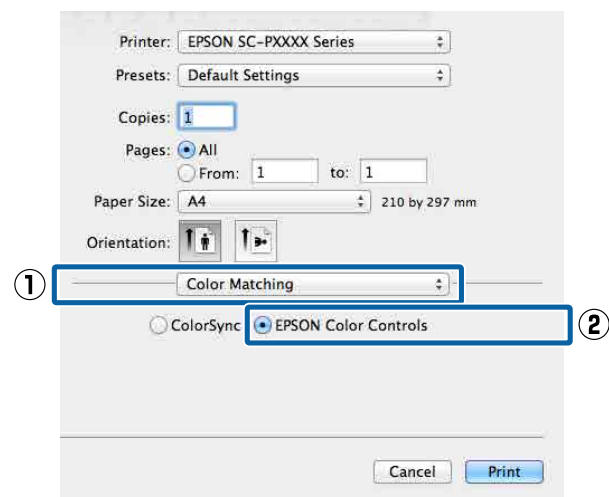 Printer: EPSON SC-PXXXX Series
Presets: Default Settings
Copies: 1
Pages: All
From: 1 to: 1
Paper Size: A4 210 by 297 mm
Orientation:
① Color Matching
ColorSync EPSON Color Controls ②
Cancel Print